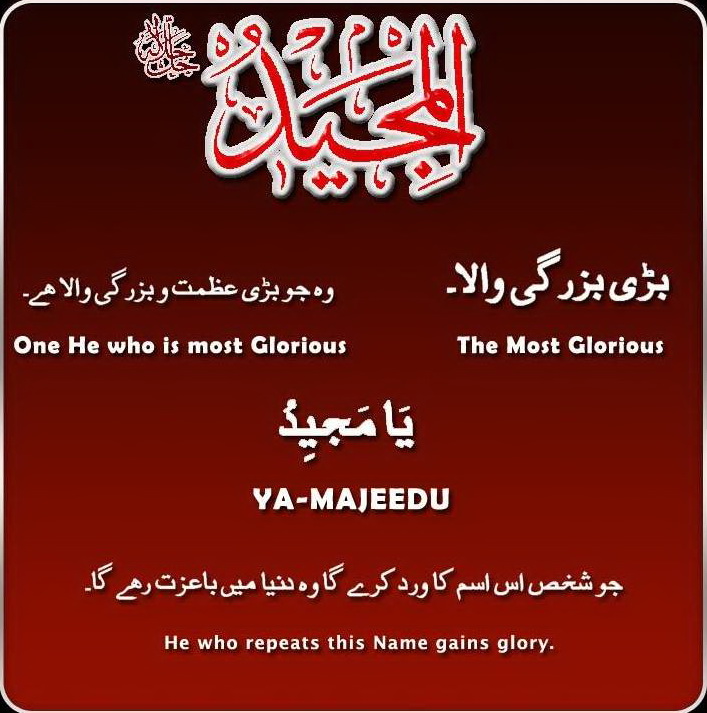 المجيدُ جل جلاله
بڑی بزرگی والا۔
وہ جو بڑی عظمت و بزرگی والا ھے۔
The Most Glorious
One He who is most Glorious
يَا مَجِيدُ
YA-MAJEEDU
جو شخص اس اسم کا ورد کرے گا وہ دنیا میں باعزت رھے گا۔
He who repeats this Name gains glory.